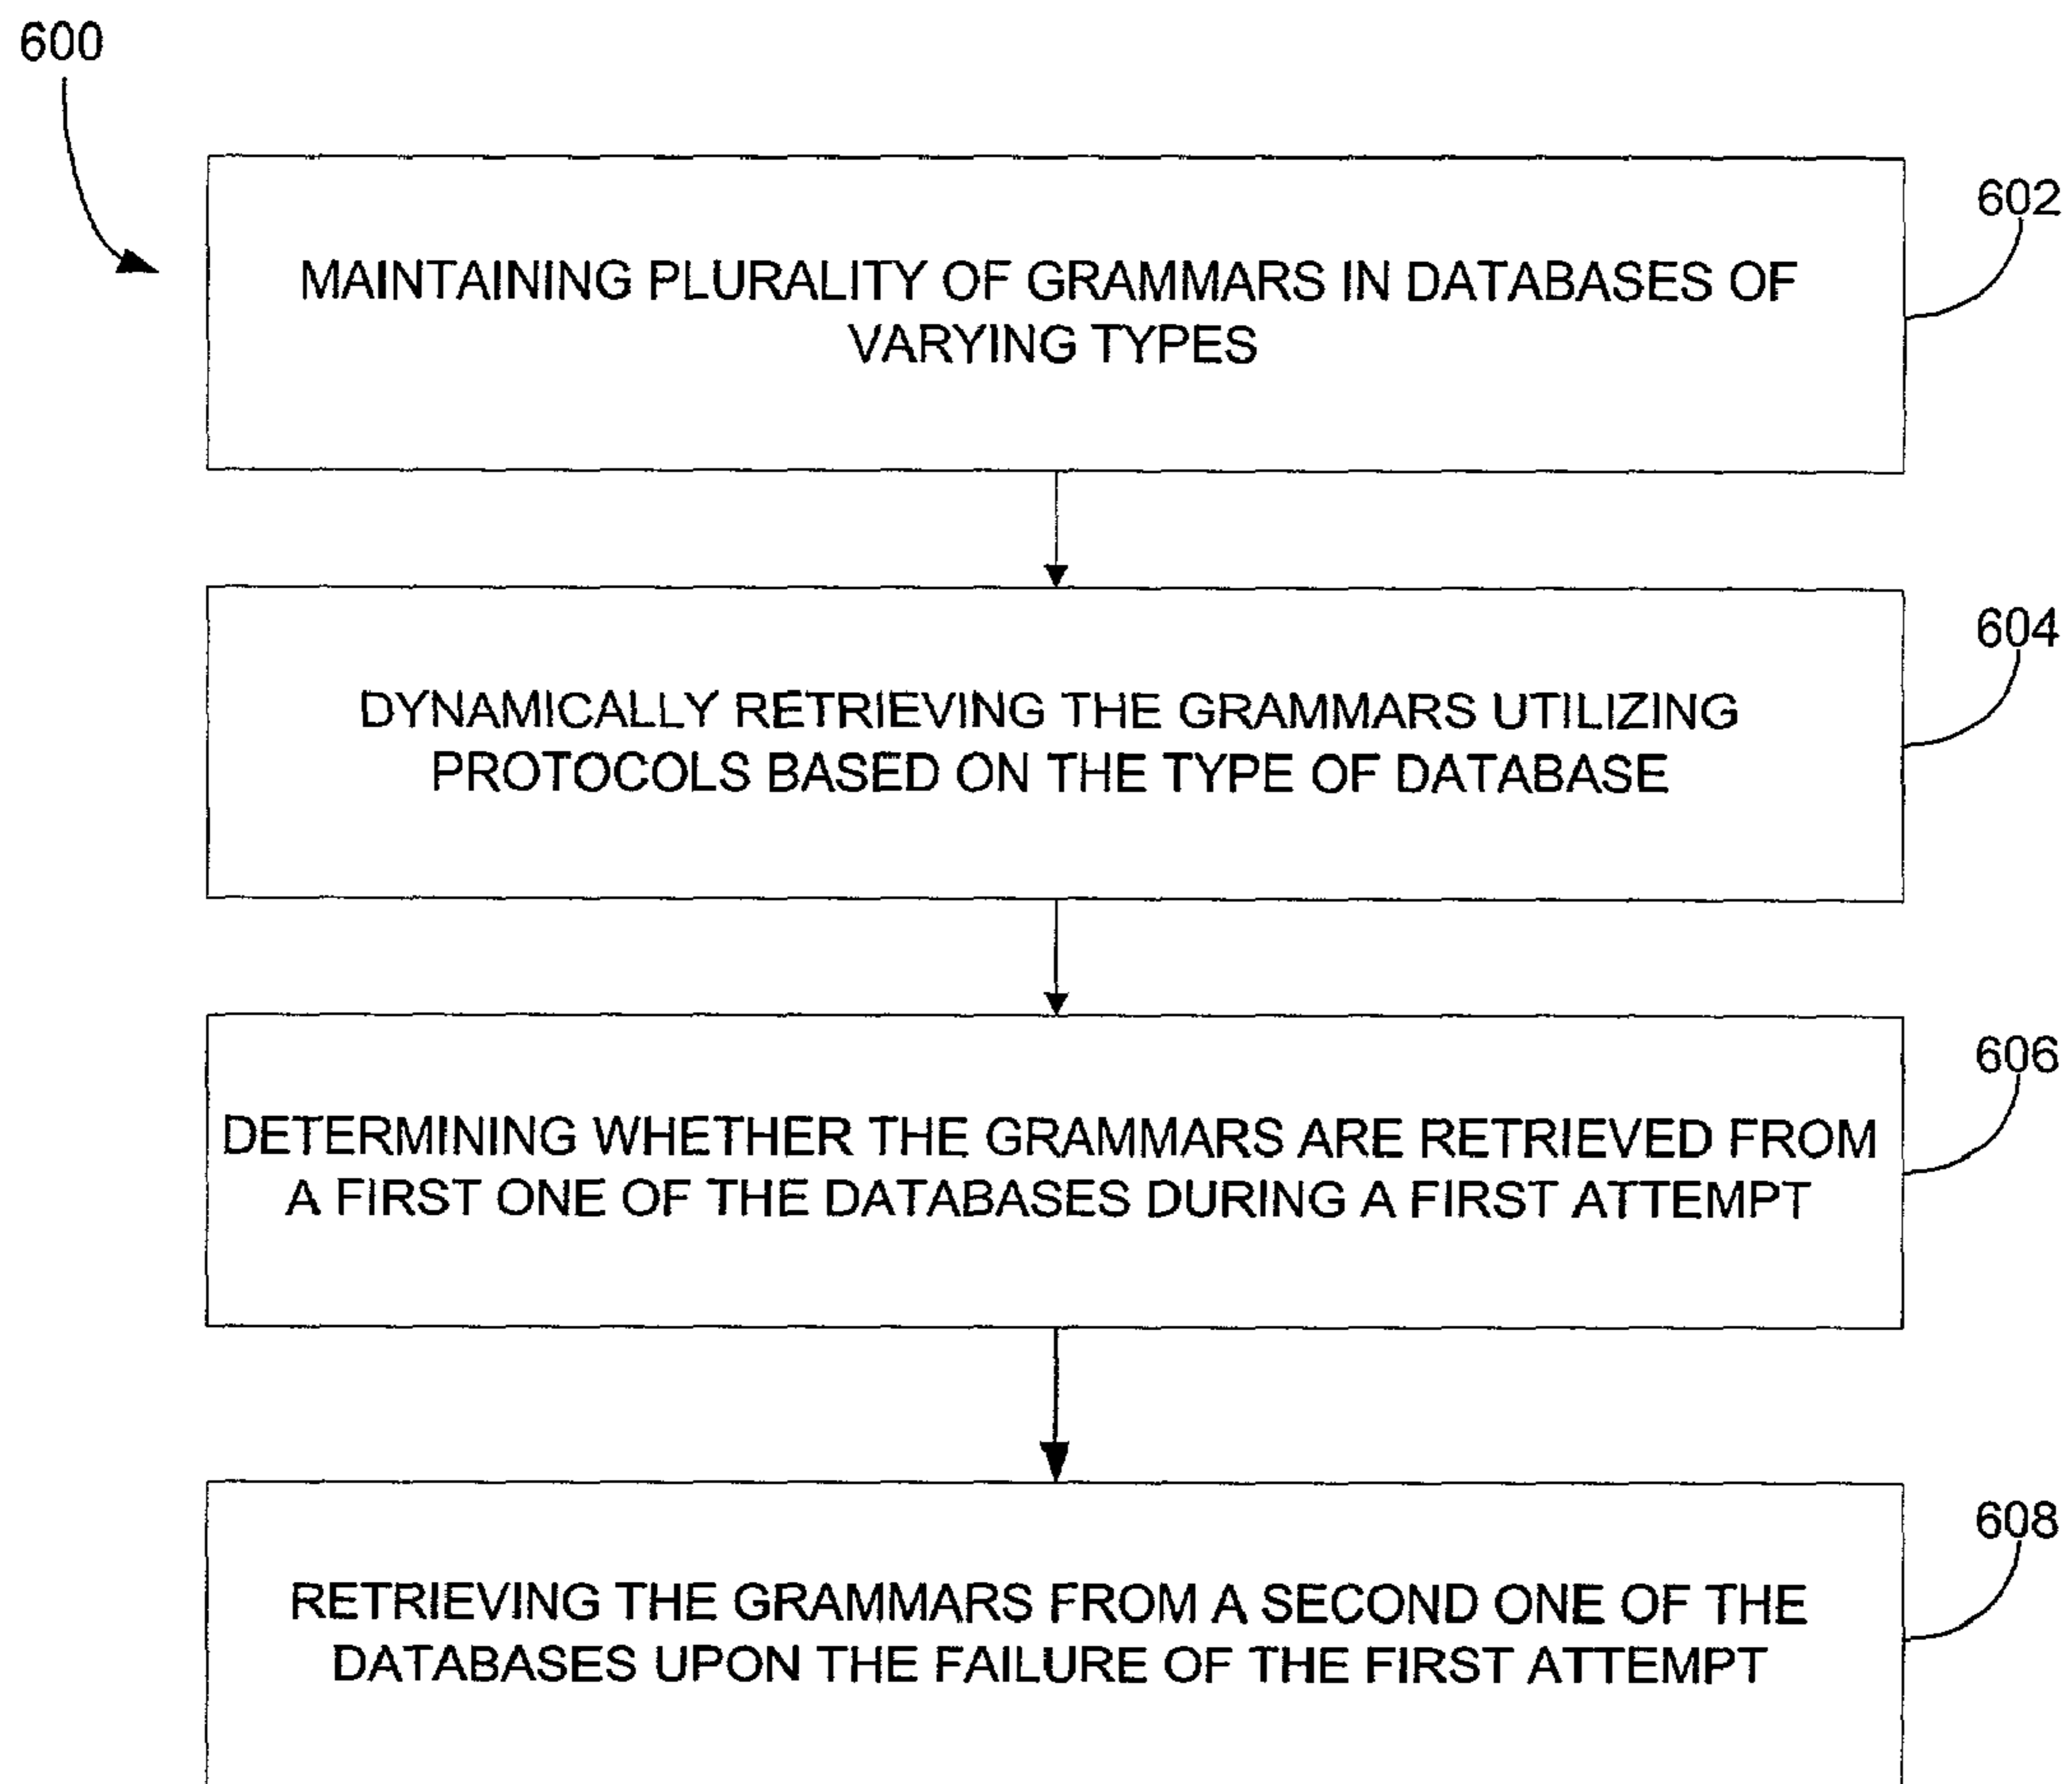 600
602
MAINTAINING PLURALITY OF GRAMMARS IN DATABASES OF
VARYING TYPES
604
DYNAMICALLY RETRIEVING THE GRAMMARS UTILIZING
PROTOCOLS BASED ON THE TYPE OF DATABASE
606
DETERMINING WHETHER THE GRAMMARS ARE RETRIEVED FROM
A FIRST ONE OF THE DATABASES DURING A FIRST ATTEMPT
608
RETRIEVING THE GRAMMARS FROM A SECOND ONE OF THE
DATABASES UPON THE FAILURE OF THE FIRST ATTEMPT